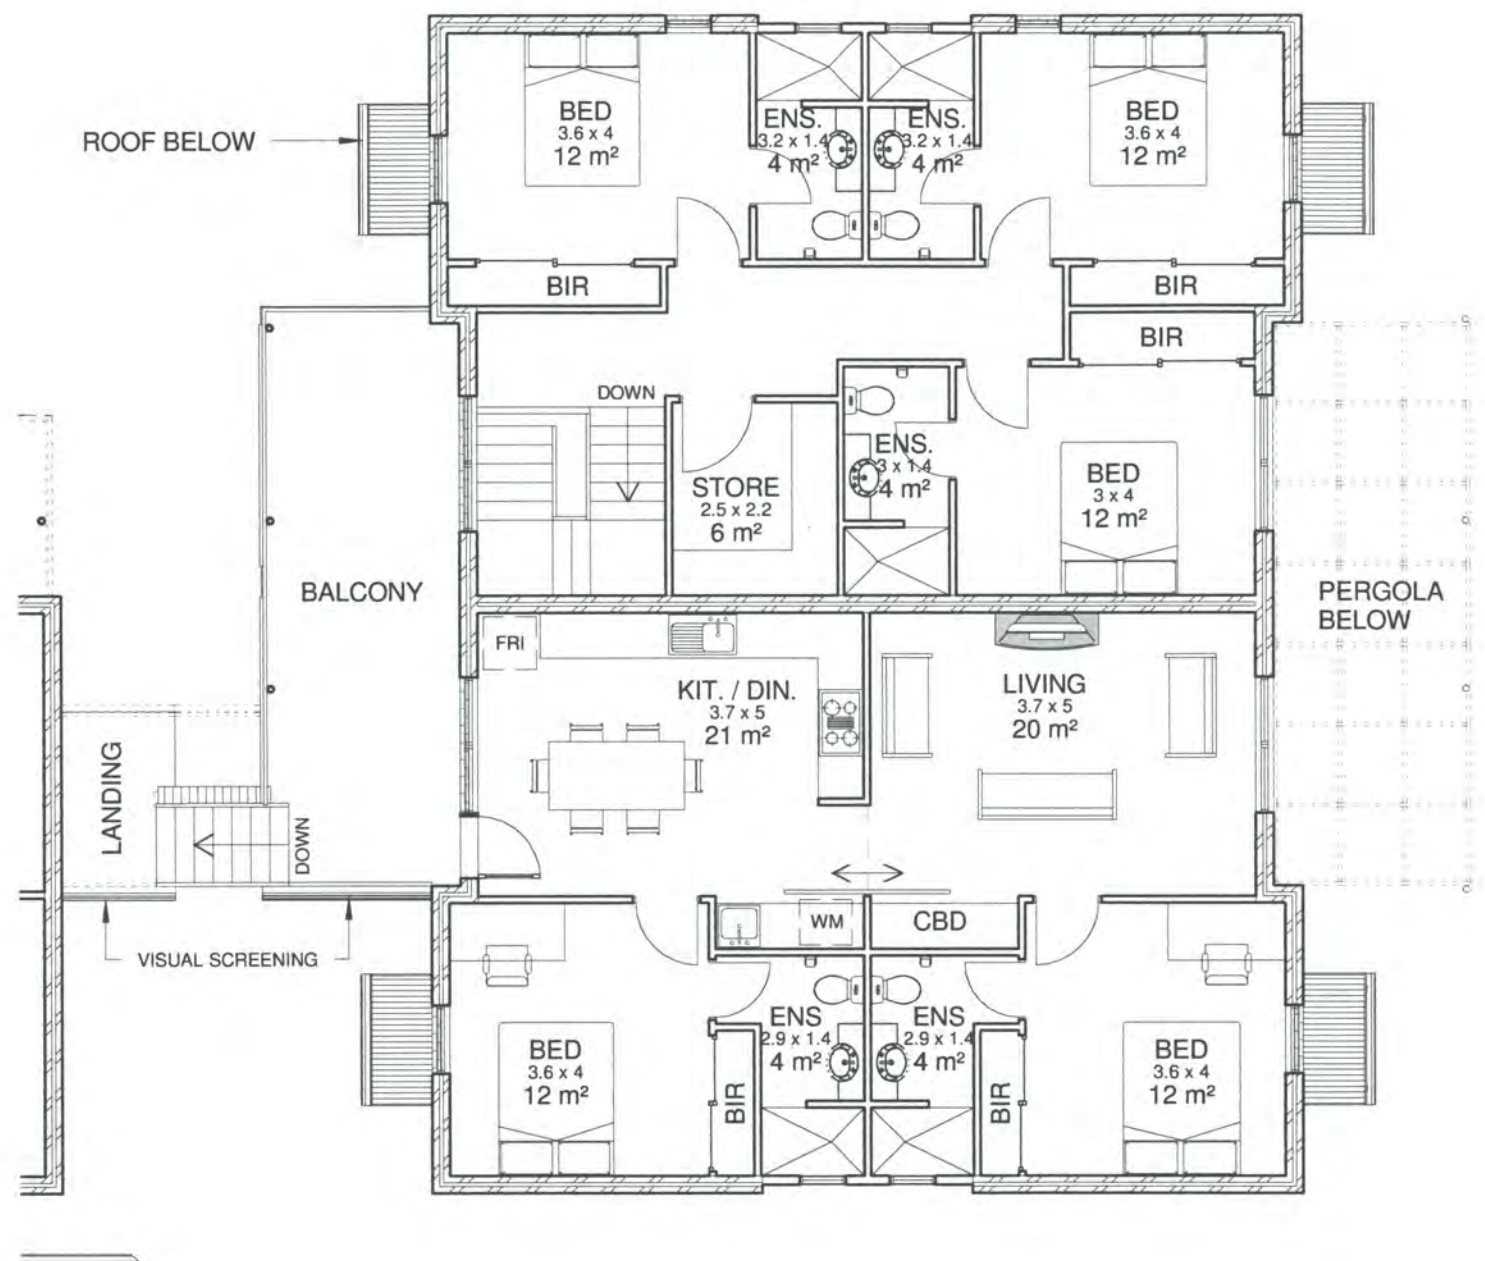 BED
3.6 x 4
12 m²
ENS.
3.2 x 1.4
4 m²
ENS.
3.2 x 1.4
4 m²
BED
3.6 x 4
12 m²
ROOF BELOW
BIR
BIR
BIR
DOWN
STORE
2.5 x 2.2
6 m²
ENS.
3 x 1.4
4 m²
BED
3 x 4
12 m²
BALCONY
PERGOLA
BELOW
FRI
KIT. / DIN.
3.7 x 5
21 m²
LIVING
3.7 x 5
20 m²
LANDING
DOWN
WM
CBD
VISUAL SCREENING
BED
3.6 x 4
12 m²
BIR
ENS
2.9 x 1.4
4 m²
ENS
2.9 x 1.4
4 m²
BIR
BED
3.6 x 4
12 m²